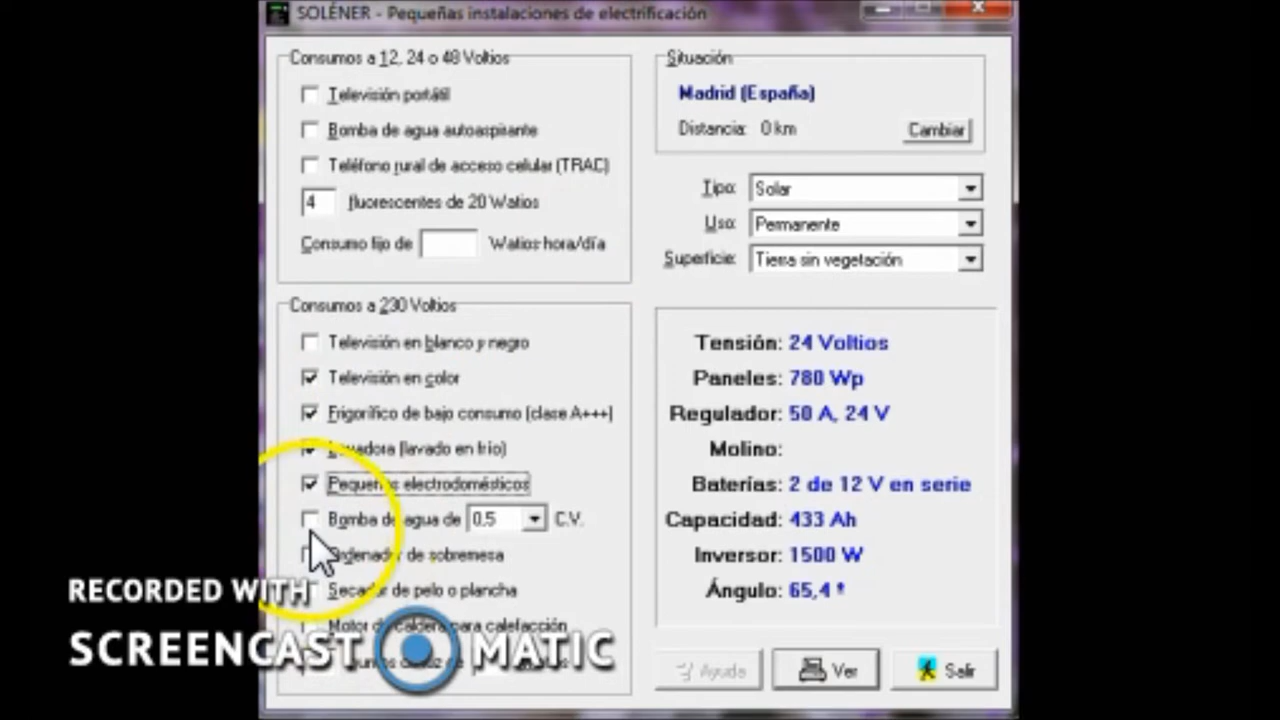 SOLÉNER - Pequeñas instalaciones de electrificación
Consumos a 12, 24 o 48 Voltios
Televisión portátil
Bomba de agua autoaspirante
Teléfono rural de acceso celular (TRAC)
4 fluorescentes de 20 Watios
Consumo fijo de Watios hora/día
Consumos a 230 Voltios
Televisión en blanco y negro
Televisión en color
Frigorífico de bajo consumo (clase A+++)
Lavadora (lavado en frío)
Pequeños electrodomésticos
Bomba de agua de 0,5 C.V.
Ordenador de sobremesa
Secador de pelo o plancha
Motor de caldera para calefacción
Situación
Madrid (España)
Distancia: 0 km
Cambiar
Tipo: Solar
Uso: Permanente
Superficie: Tierra sin vegetación
Tensión: 24 Voltios
Paneles: 780 Wp
Regulador: 50 A, 24 V
Molino:
Baterías: 2 de 12 V en serie
Capacidad: 433 Ah
Inversor: 1500 W
Ángulo: 65,4 º
Ayuda
Ver
Salir
RECORDED WITH
SCREENCAST MATIC